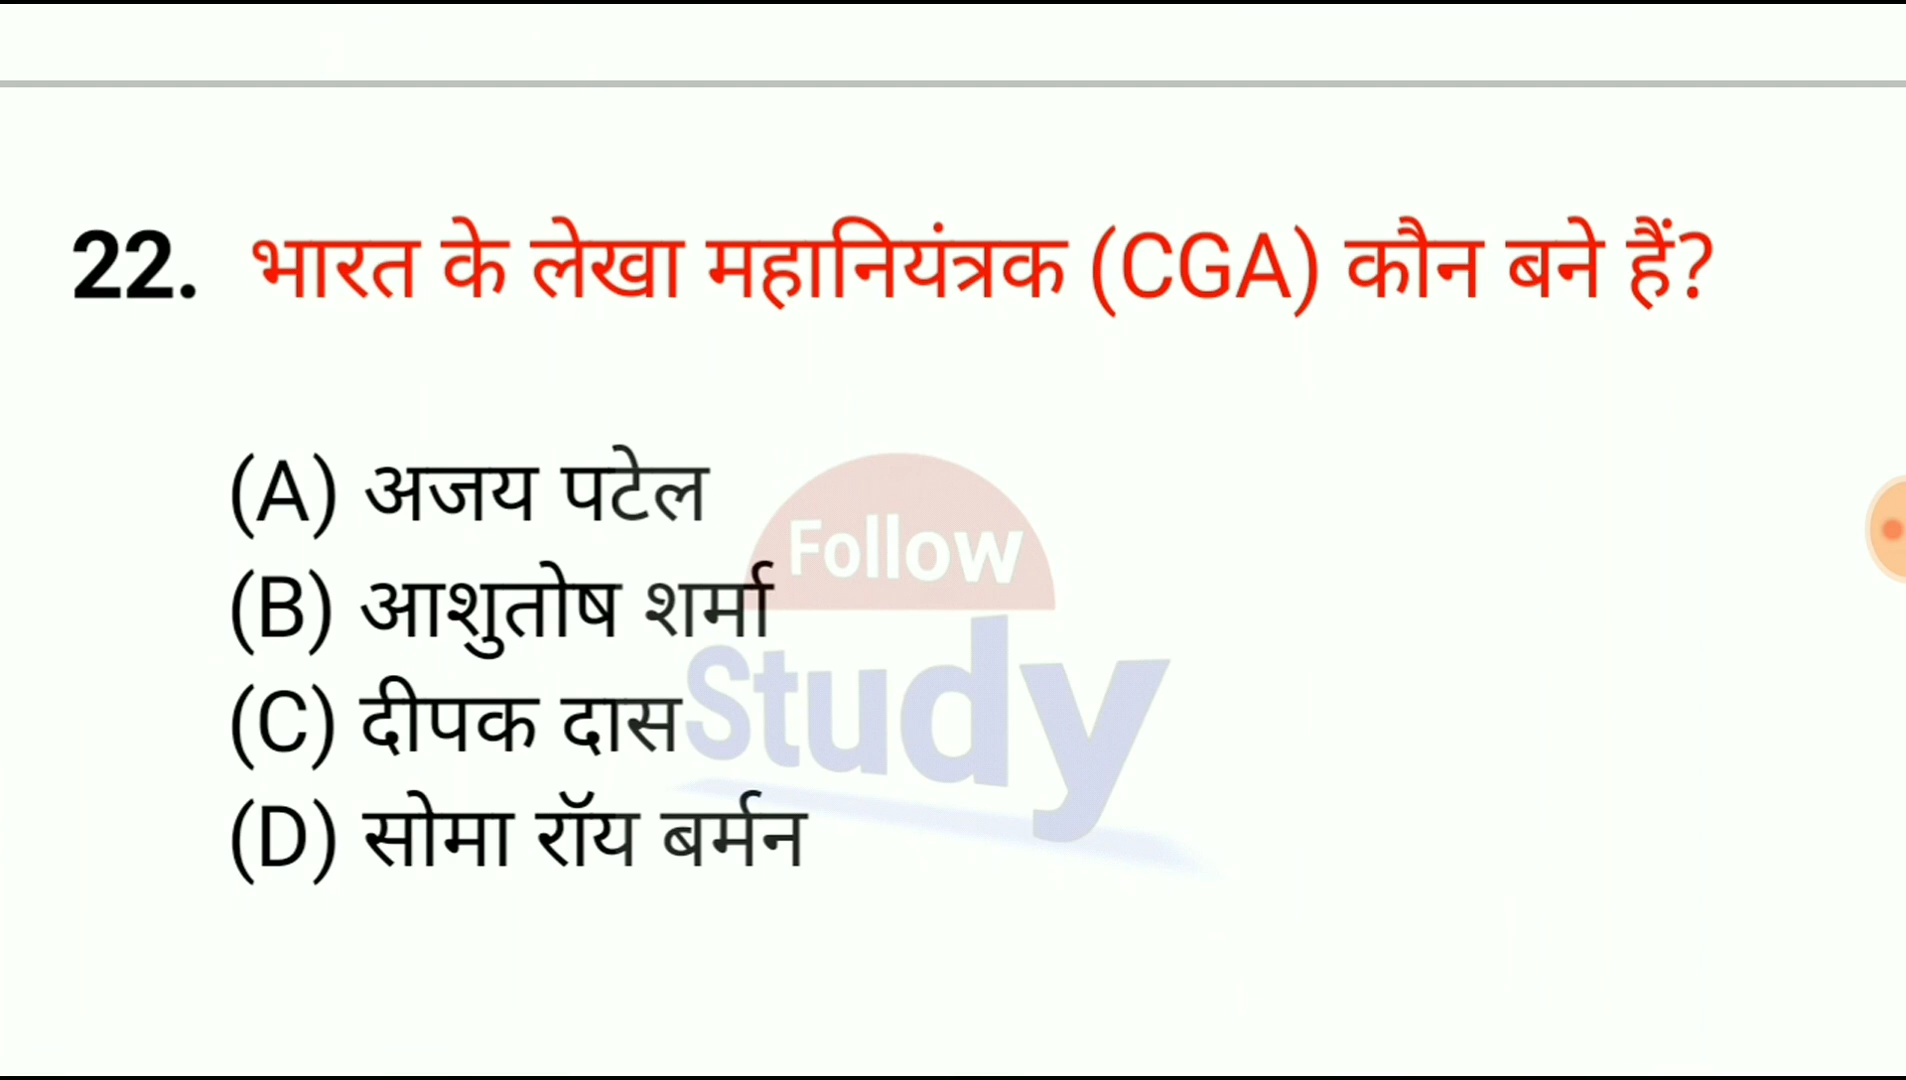 22. भारत के लेखा महानियंत्रक (CGA) कौन बने हैं?
(A) अजय पटेल
(B) आशुतोष शर्मा
(C) दीपक दास
(D) सोमा रॉय बर्मन
Follow
Study